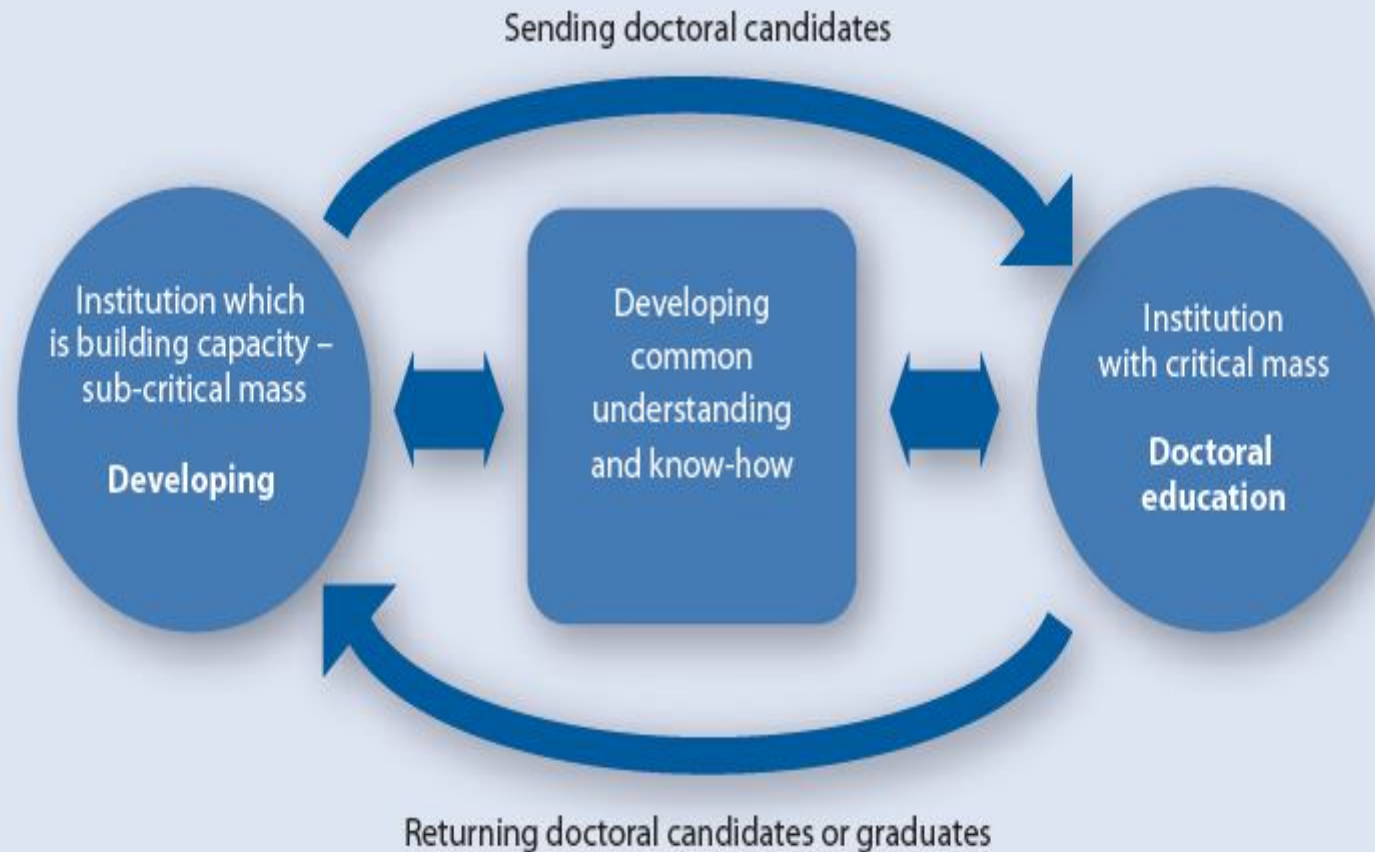 Sending doctoral candidates
Institution which
is building capacity –
sub-critical mass
Developing
Developing
common
understanding
and know-how
Institution
with critical mass
Doctoral
education
Returning doctoral candidates or graduates